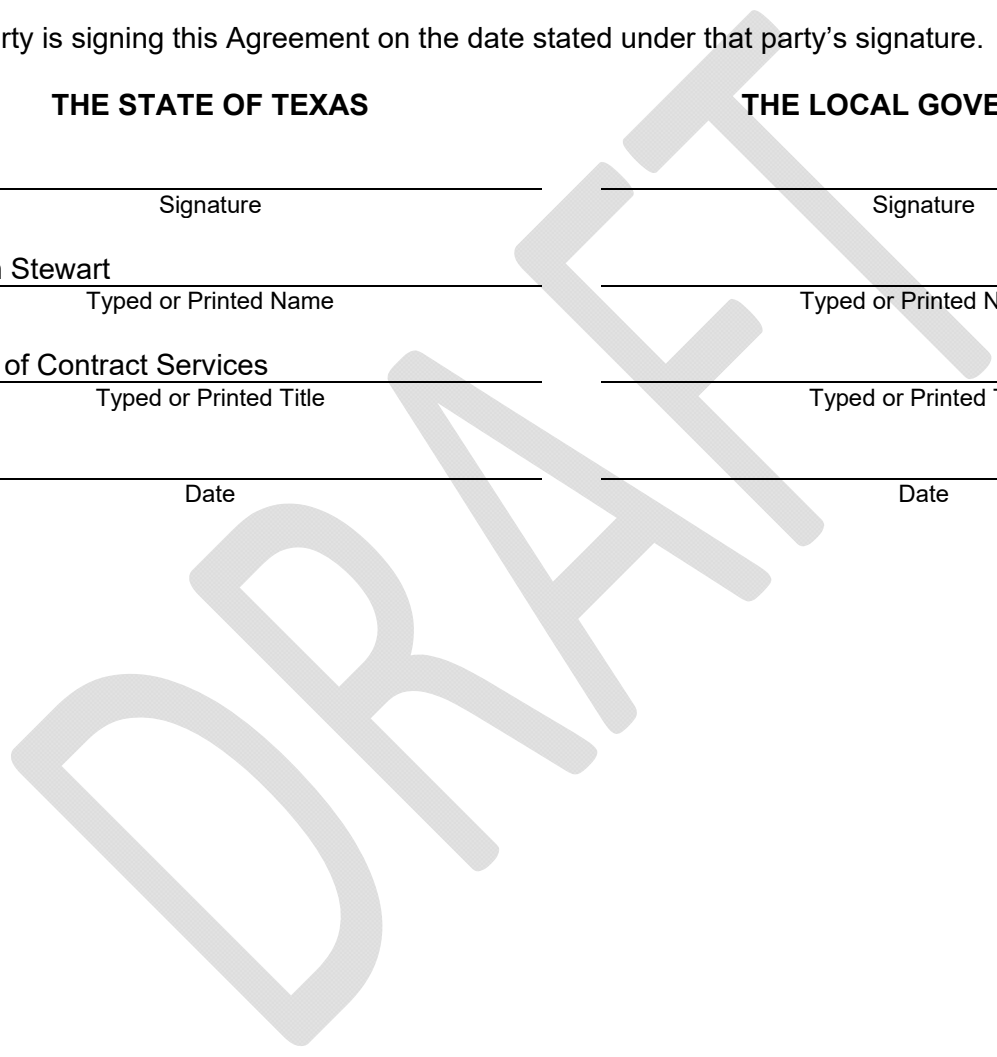 rty is signing this Agreement on the date stated under that party’s signature.
THE STATE OF TEXAS THE LOCAL GOVE
Signature Signature
Stewart
Typed or Printed Name Typed or Printed N
of Contract Services
Typed or Printed Title Typed or Printed T
Date Date
DRAFT